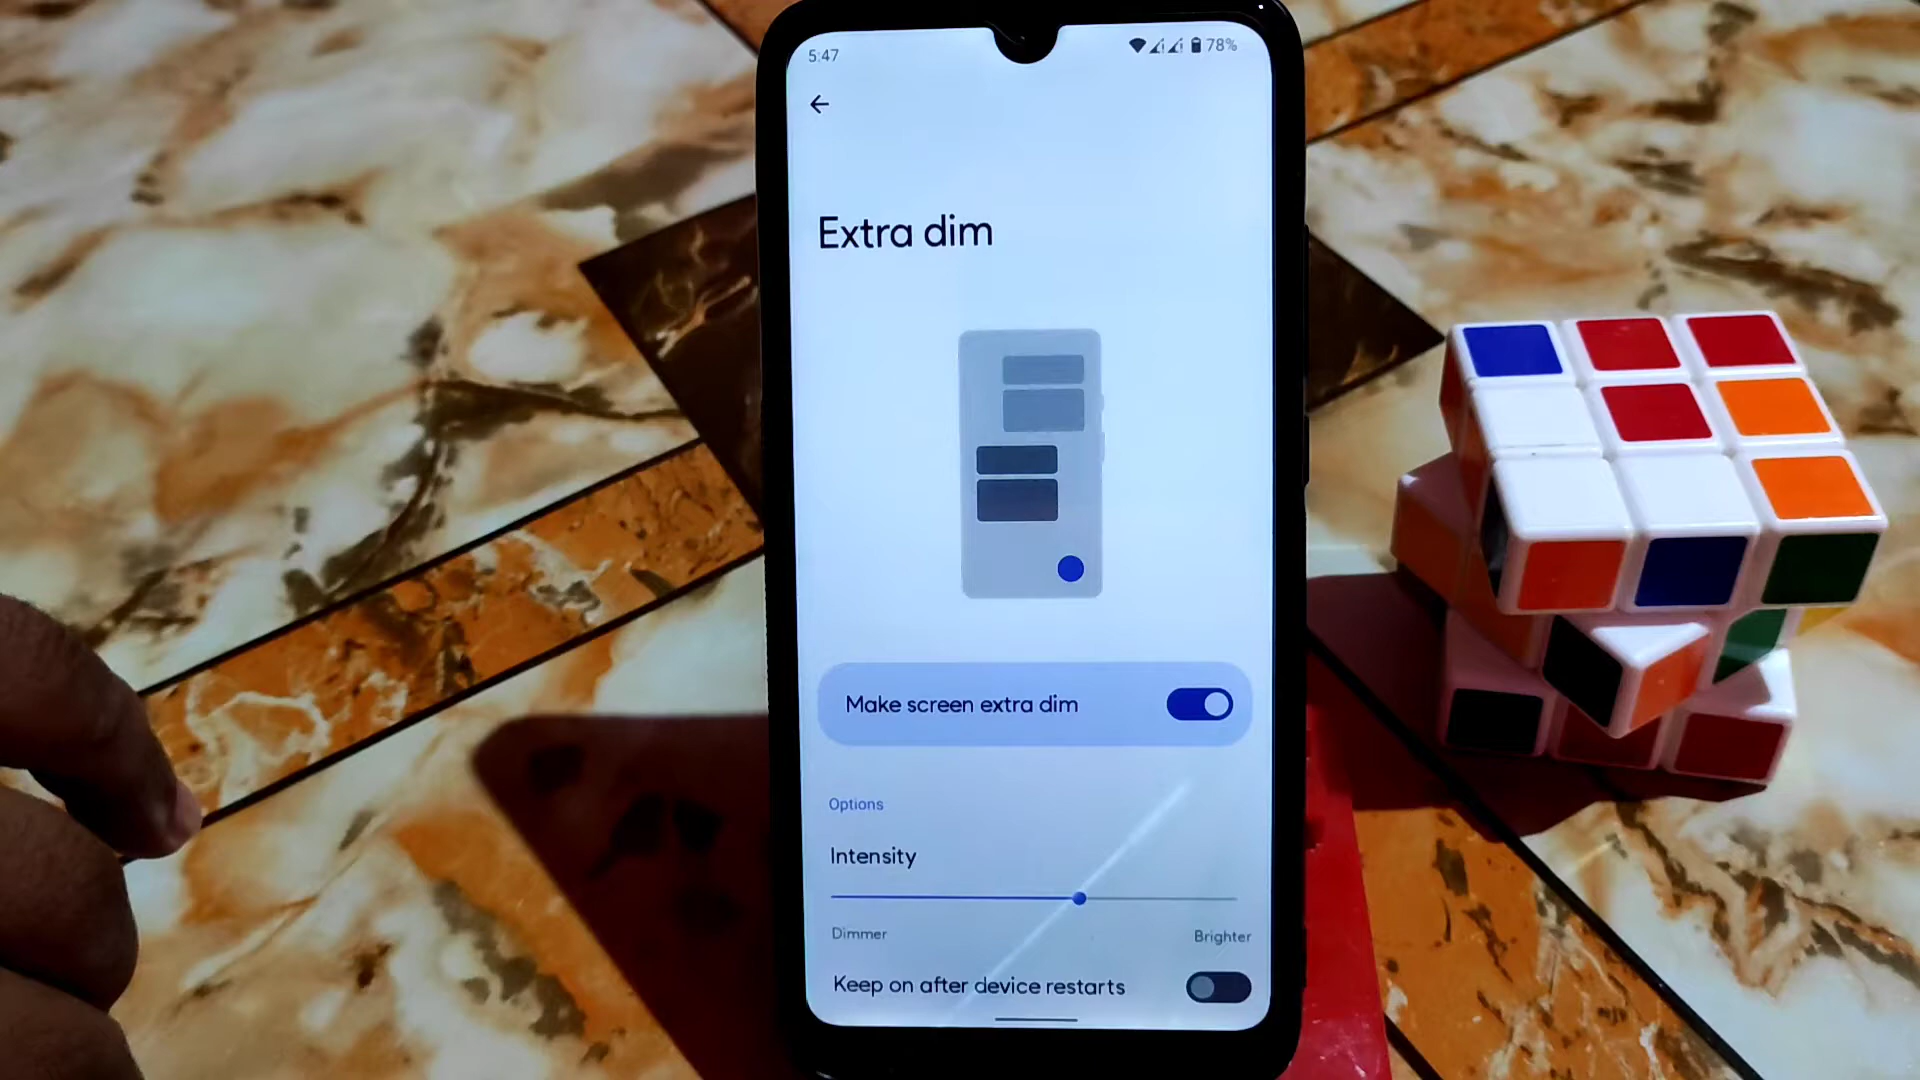 5:47
78%
Extra dim
Make screen extra dim
Options
Intensity
Dimmer
Brighter
Keep on after device restarts